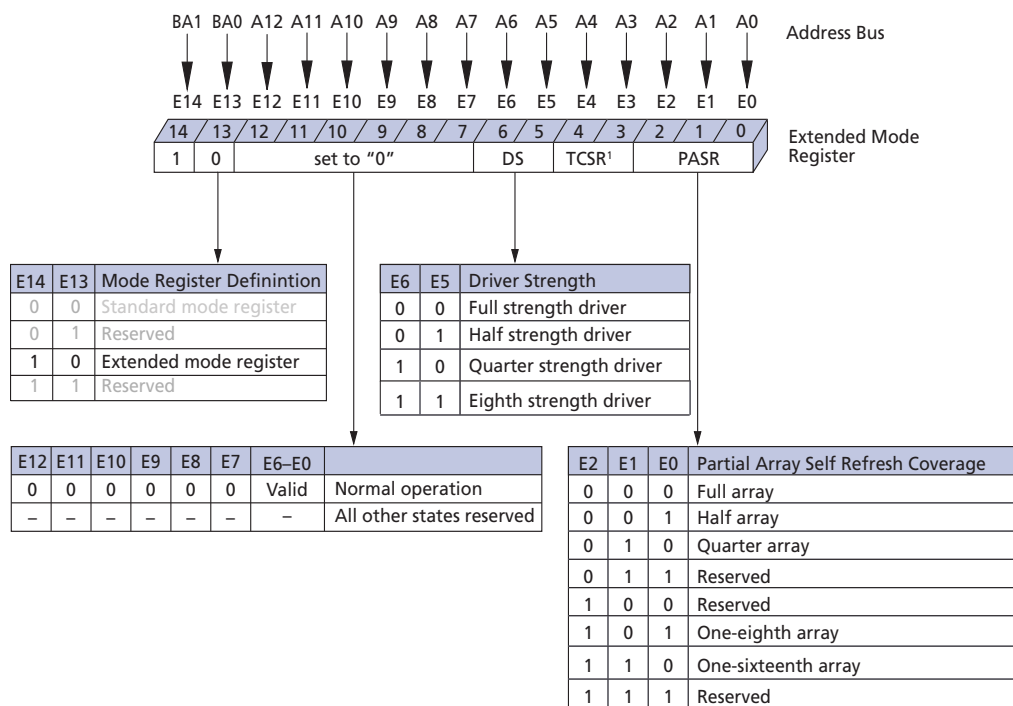 BA1 BA0 A12 A11 A10 A9 A8 A7 A6 A5 A4 A3 A2 A1 A0
Address Bus
E14 E13 E12 E11 E10 E9 E8 E7 E6 E5 E4 E3 E2 E1 E0
14 13 12 11 10 9 8 7 6 5 4 3 2 1 0
Extended Mode
Register
1 0 set to “0” DS TCSR¹ PASR
E14 E13 Mode Register Definintion
0 0 Standard mode register
0 1 Reserved
1 0 Extended mode register
1 1 Reserved
E6 E5 Driver Strength
0 0 Full strength driver
0 1 Half strength driver
1 0 Quarter strength driver
1 1 Eighth strength driver
E12 E11 E10 E9 E8 E7 E6–E0
0 0 0 0 0 0 Valid Normal operation
– – – – – – – All other states reserved
E2 E1 E0 Partial Array Self Refresh Coverage
0 0 0 Full array
0 0 1 Half array
0 1 0 Quarter array
0 1 1 Reserved
1 0 0 Reserved
1 0 1 One-eighth array
1 1 0 One-sixteenth array
1 1 1 Reserved